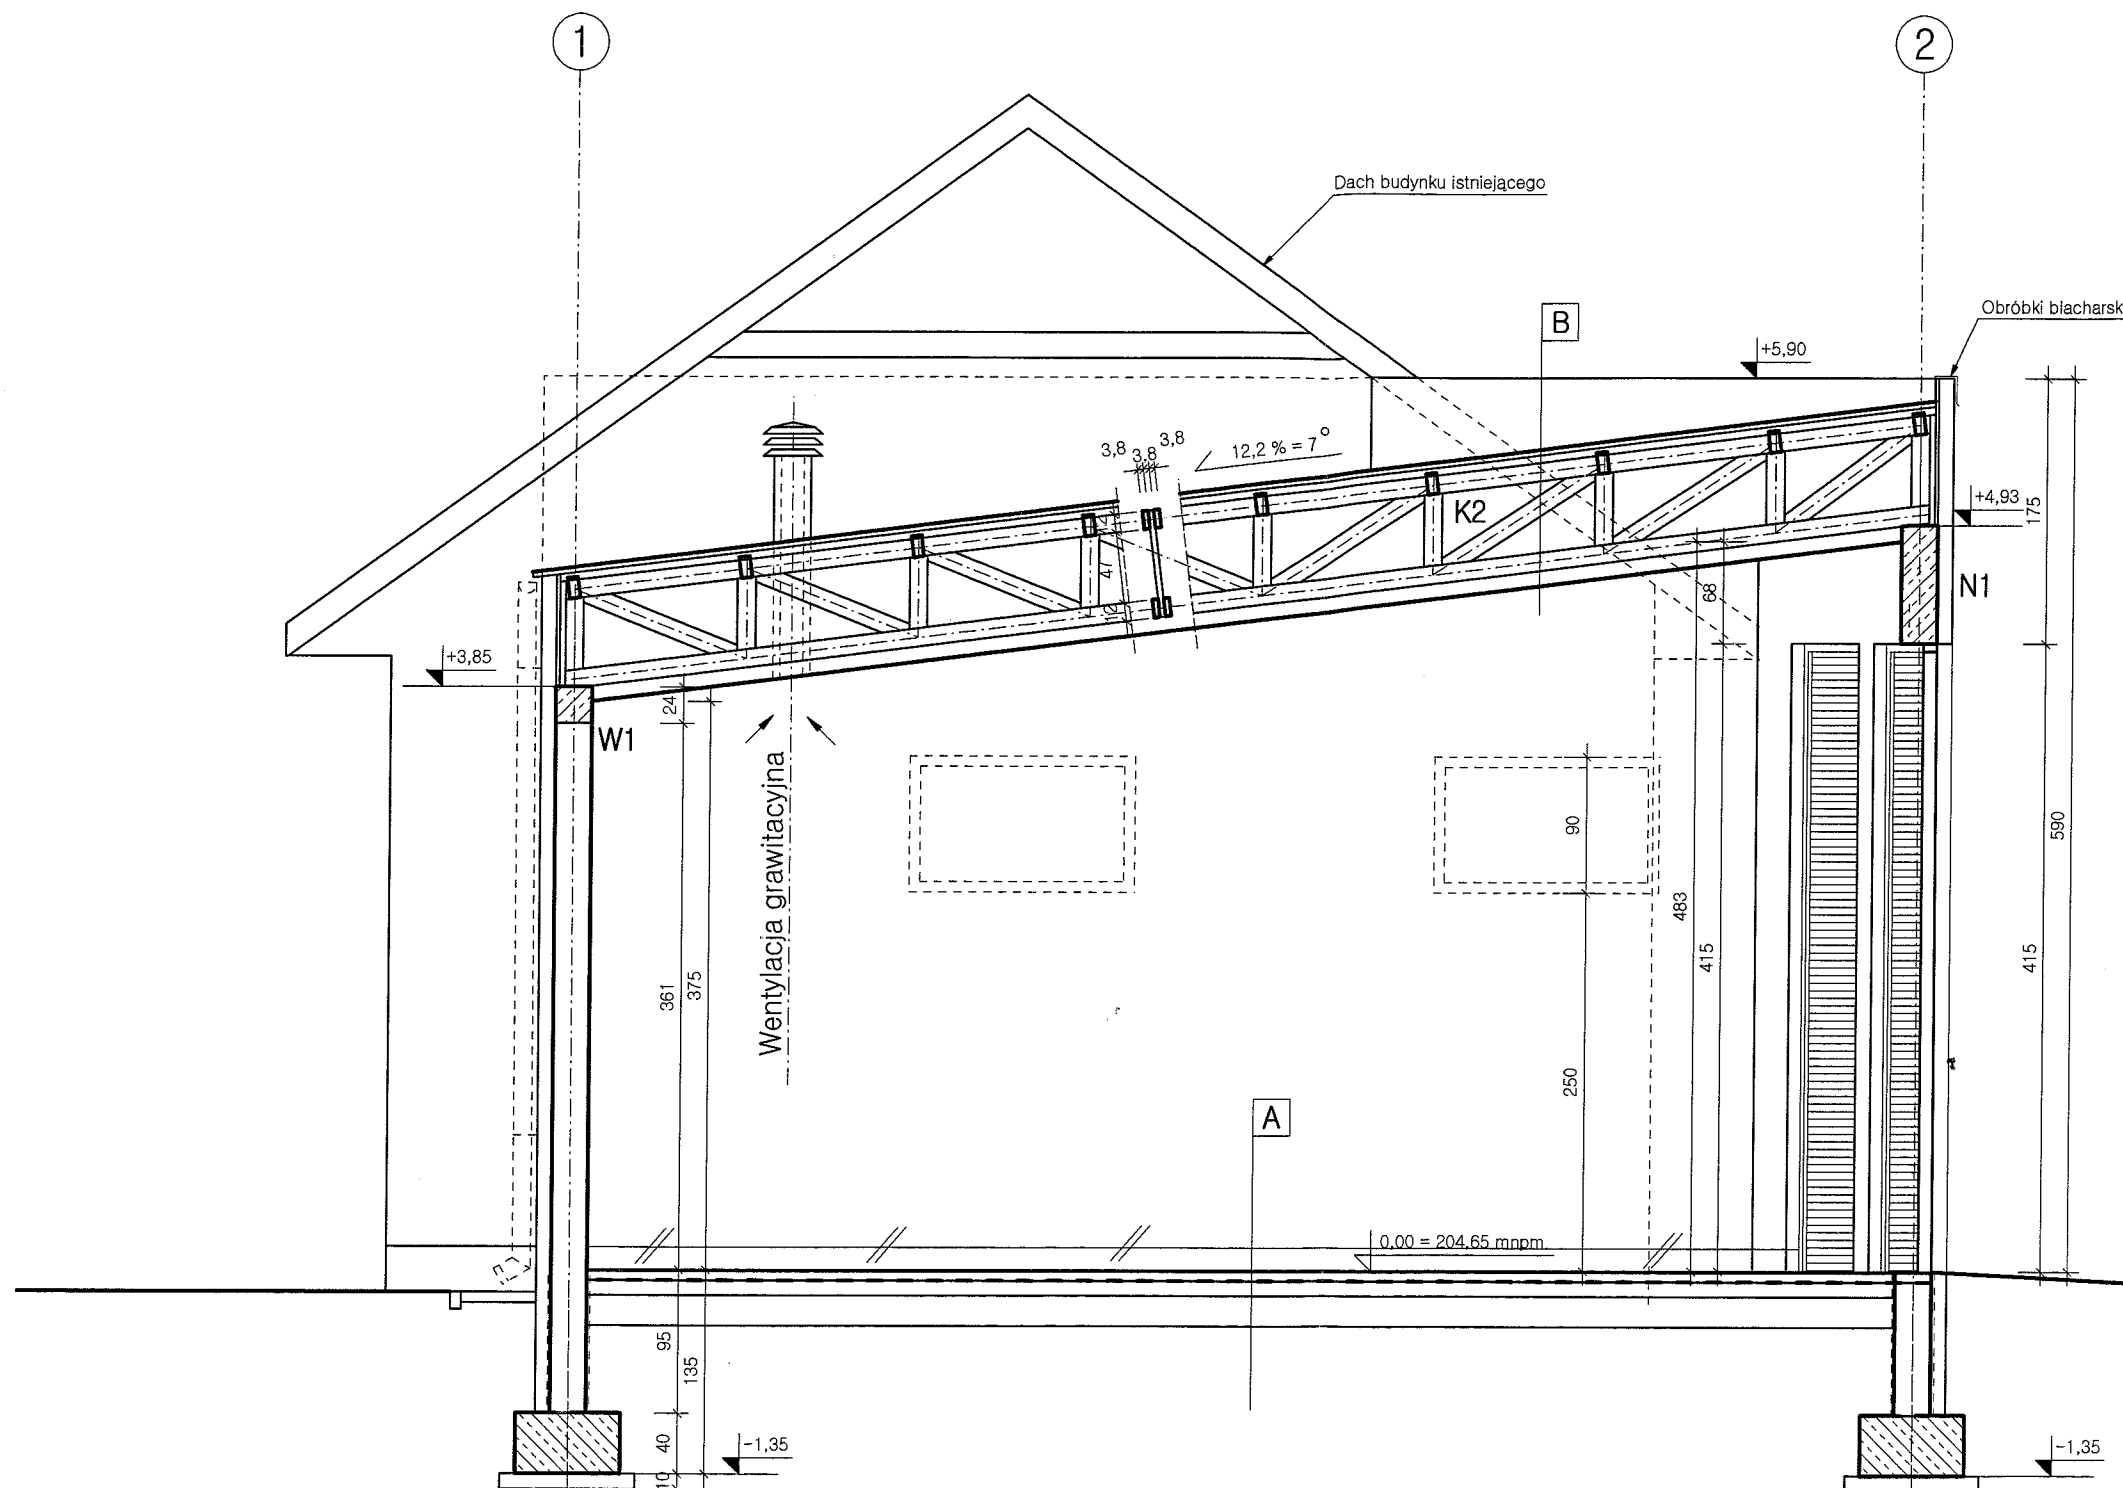 1
2
Dach budynku istniejącego
Obróbki blacharsk
B
+5,90
3,8
3,8
3,8
12,2 % = 7°
K2
+4,93
175
12
47
12
68
N1
+3,85
24
W1
Wentylacja grawitacyjna
90
590
483
415
415
361
375
250
A
0,00 = 204,65 mnpm
95
135
40
10
-1,35
-1,35